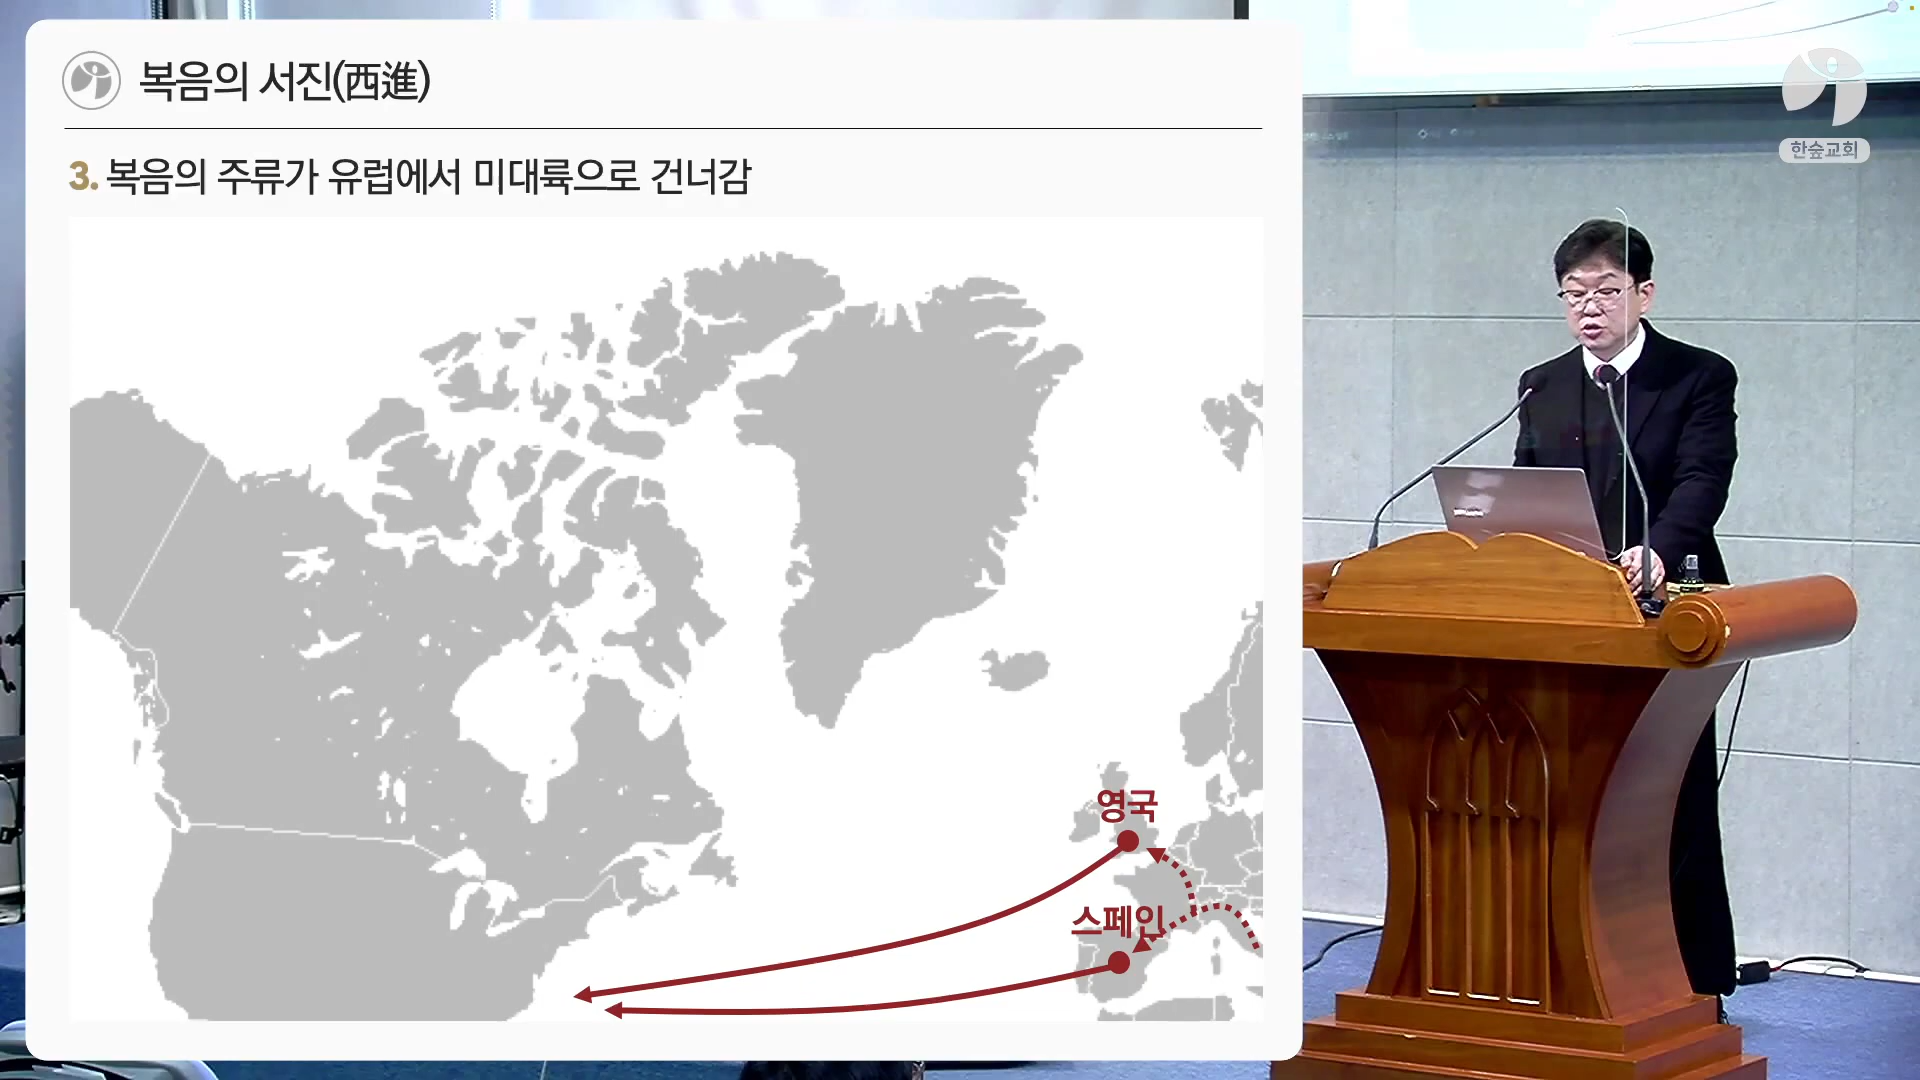 복음의 서진(西進)
3. 복음의 주류가 유럽에서 미대륙으로 건너감
영국
스페인
한숲교회